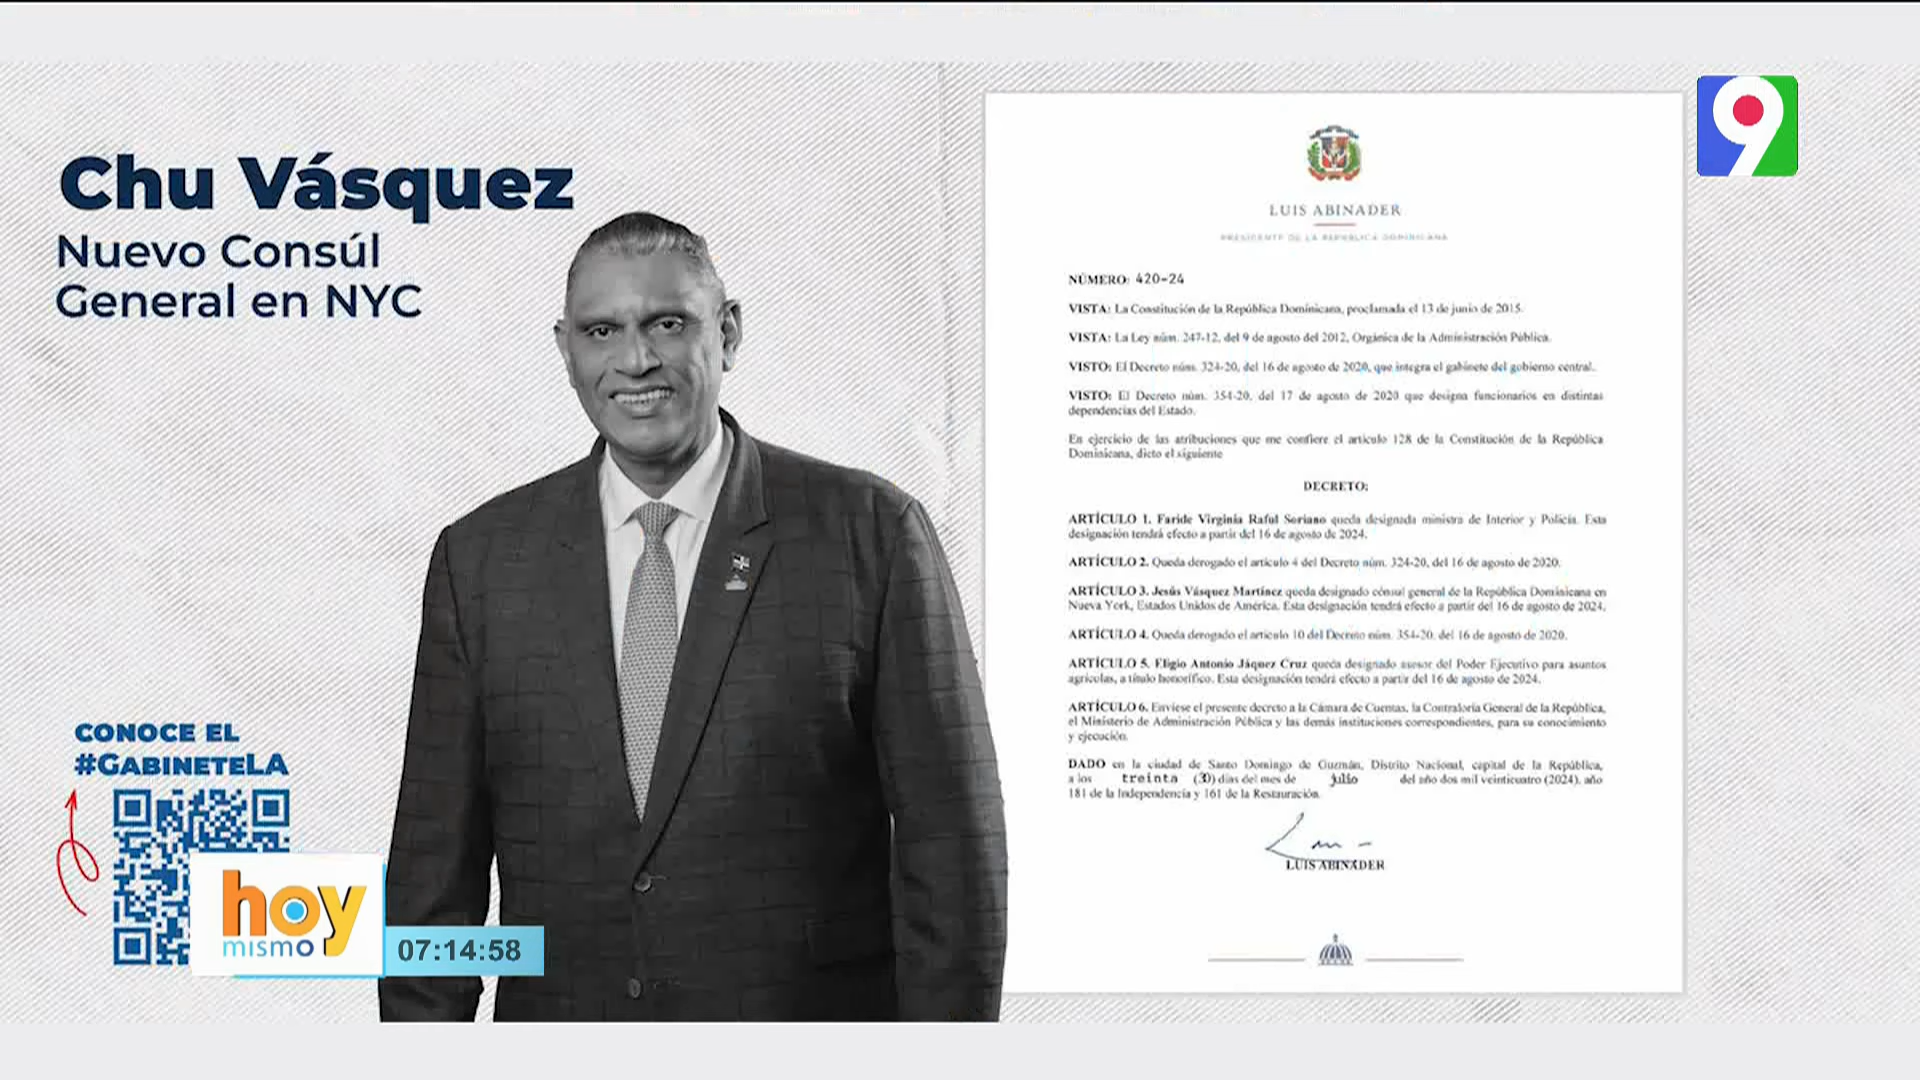 Chu Vásquez
Nuevo Consúl
General en NYC
CONOCE EL
#GABINETELA
hoy
mismo
07:14:58
9
LUIS ABINADER
PRESIDENTE DE LA REPÚBLICA DOMINICANA
NÚMERO: 420-24
VISTA: La Constitución de la República Dominicana, proclamada el 13 de junio de 2015.
VISTA: La Ley núm. 247-12, del 9 de agosto del 2012, Orgánica de la Administración Pública.
VISTO: El Decreto núm. 324-20, del 16 de agosto de 2020, que integra el gabinete del gobierno central.
VISTO: El Decreto núm. 354-20, del 17 de agosto de 2020 que designa funcionarios en distintas
dependencias del Estado.
En ejercicio de las atribuciones que me confiere el artículo 128 de la Constitución de la República
Dominicana, dicto el siguiente
DECRETO:
ARTÍCULO 1. Faride Virginia Raful Soriano queda designada ministra de Interior y Policía. Esta
designación tendrá efecto a partir del 16 de agosto de 2024.
ARTÍCULO 2. Queda derogado el artículo 4 del Decreto núm. 324-20, del 16 de agosto de 2020.
ARTÍCULO 3. Jesús Vásquez Martínez queda designado cónsul general de la República Dominicana en
Nueva York, Estados Unidos de América. Esta designación tendrá efecto a partir del 16 de agosto de 2024.
ARTÍCULO 4. Queda derogado el artículo 10 del Decreto núm. 354-20, del 16 de agosto de 2020.
ARTÍCULO 5. Eligio Antonio Jáquez Cruz queda designado asesor del Poder Ejecutivo para asuntos
agrícolas, a título honorífico. Esta designación tendrá efecto a partir del 16 de agosto de 2024.
ARTÍCULO 6. Envíese el presente decreto a la Cámara de Cuentas, la Contraloría General de la República,
el Ministerio de Administración Pública y las demás instituciones correspondientes, para su conocimiento
y ejecución.
DADO en la ciudad de Santo Domingo de Guzmán, Distrito Nacional, capital de la República,
a los treinta (30) días del mes de julio del año dos mil veinticuatro (2024), año
181 de la Independencia y 161 de la Restauración.
LUIS ABINADER